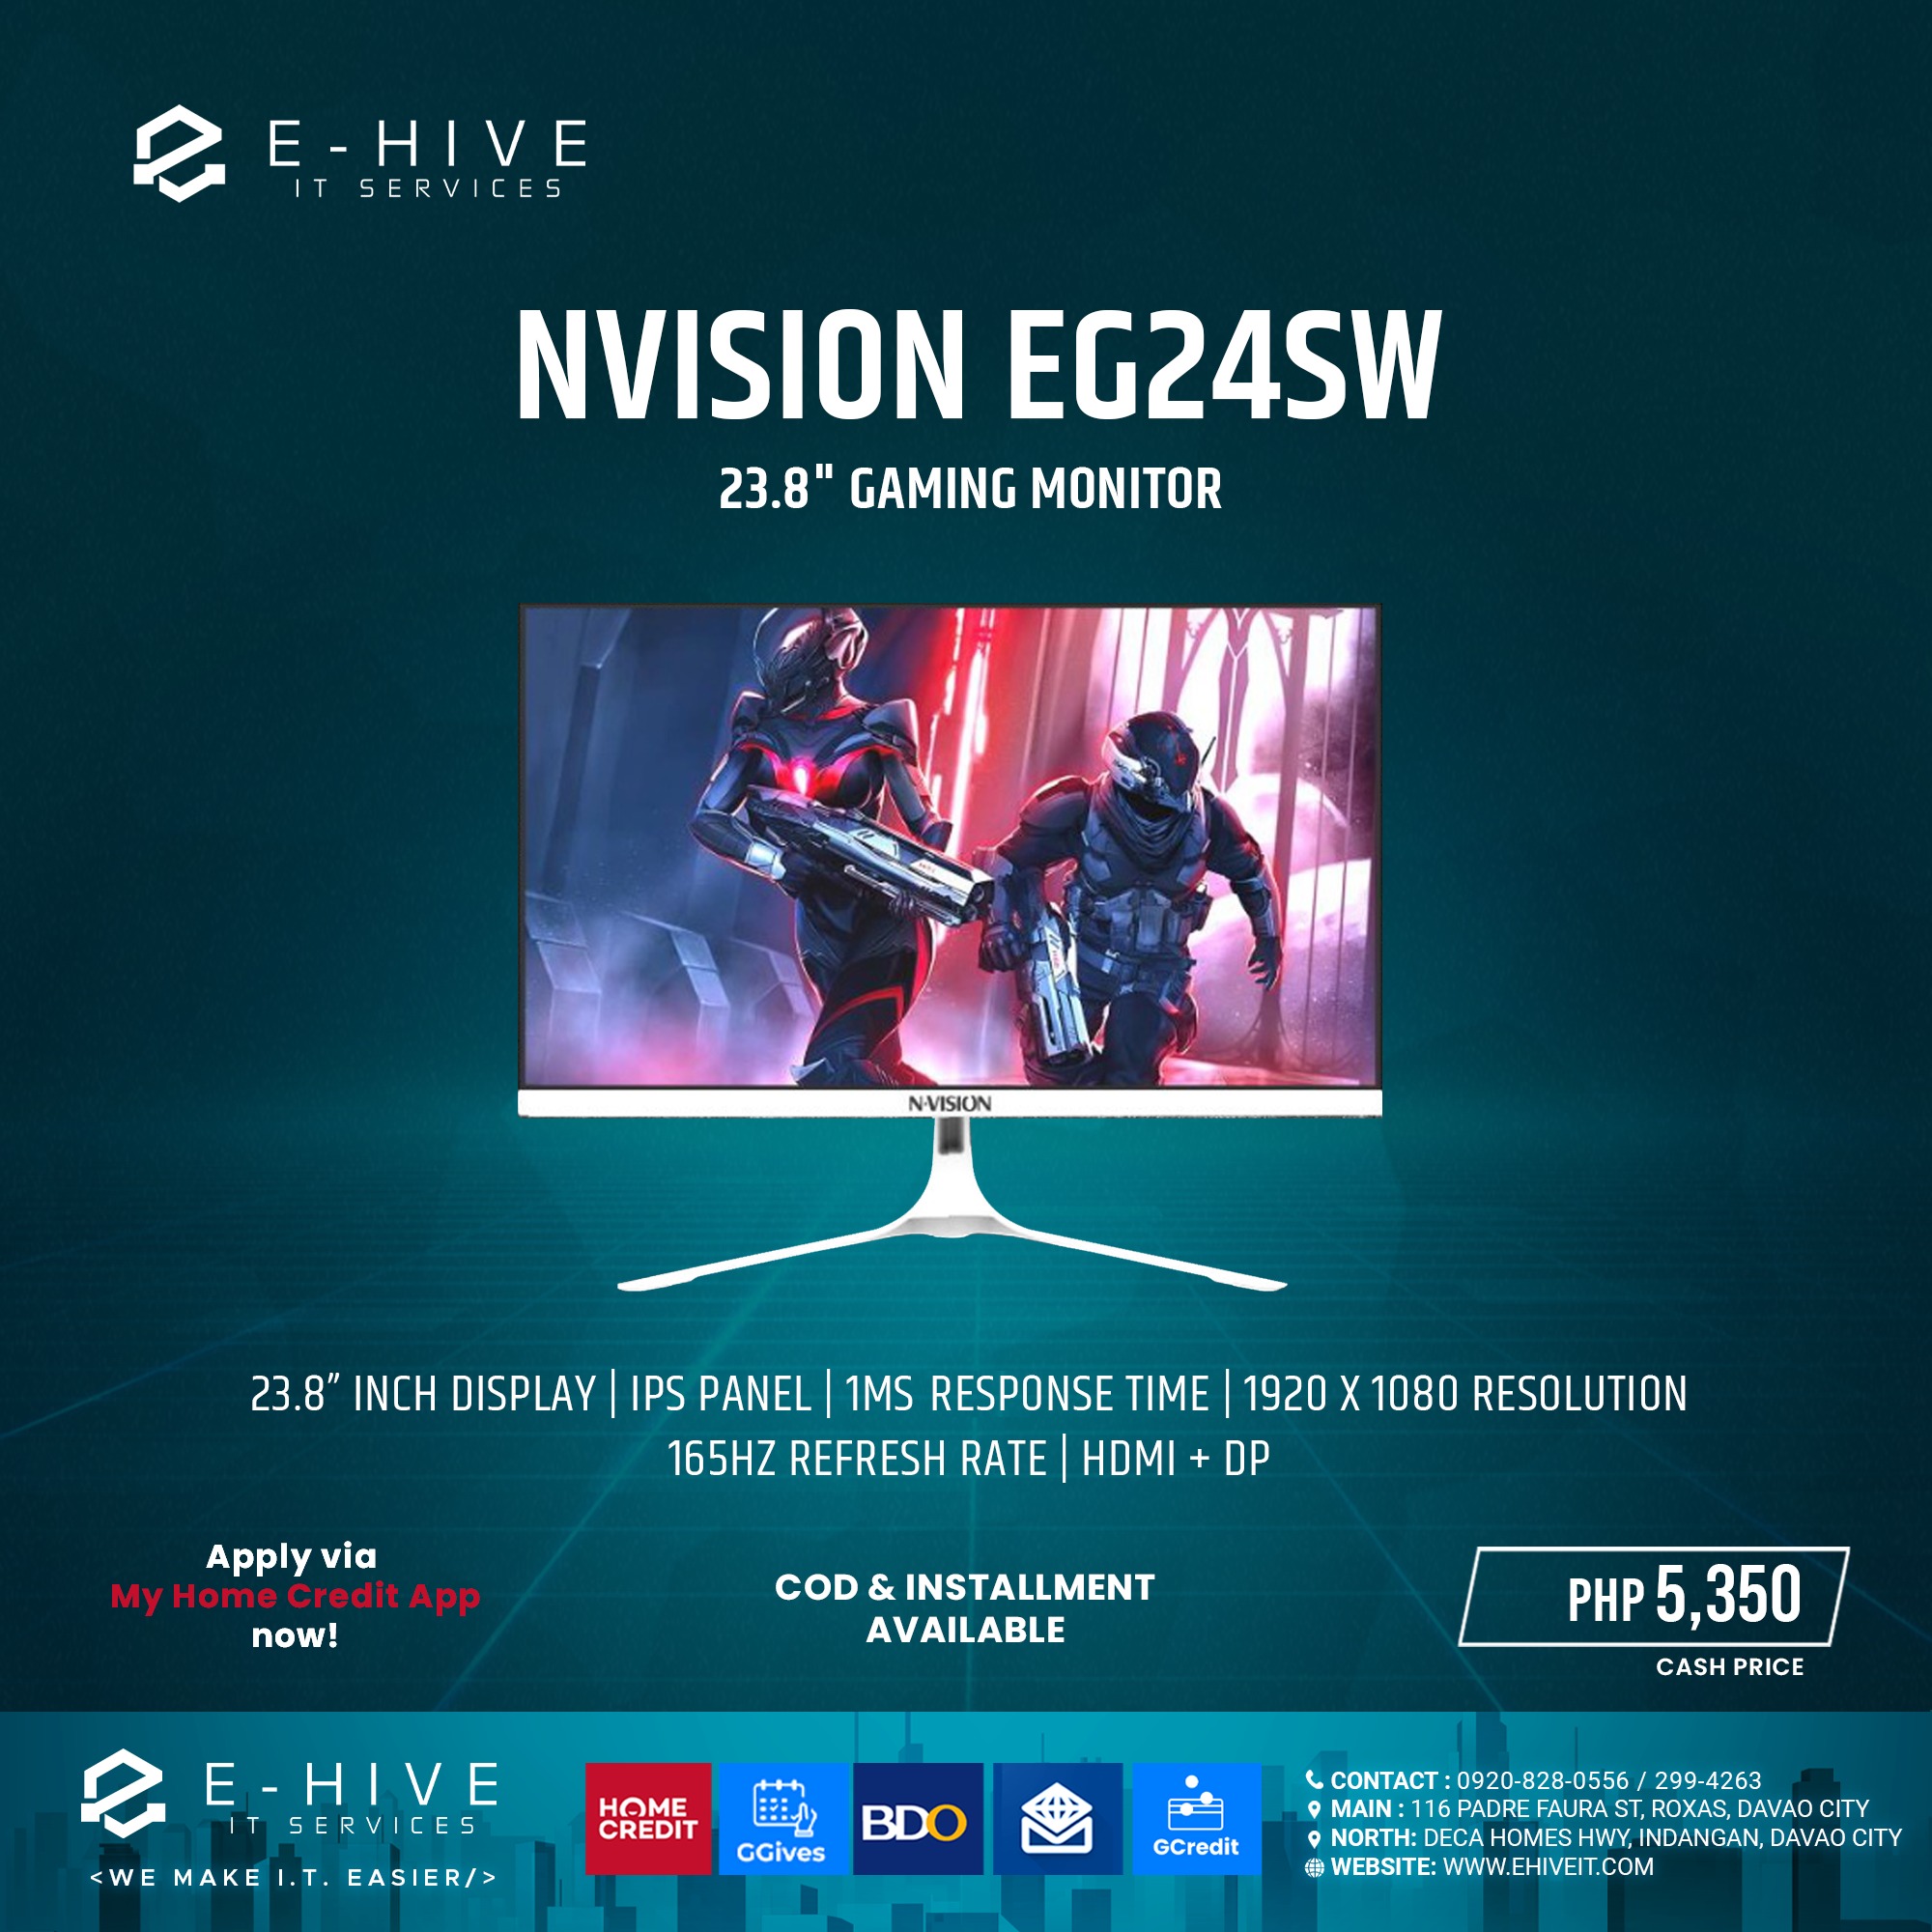 E-HIVE
IT SERVICES
NVISION EG24SW
23.8" GAMING MONITOR
N-VISION
23.8” INCH DISPLAY | IPS PANEL | 1MS RESPONSE TIME | 1920 X 1080 RESOLUTION
165HZ REFRESH RATE | HDMI + DP
Apply via
My Home Credit App
now!
COD & INSTALLMENT
AVAILABLE
PHP 5,350
CASH PRICE
E-HIVE
IT SERVICES
<WE MAKE I.T. EASIER/>
HOME
CREDIT
GGives
BDO
GCredit
CONTACT : 0920-828-0556 / 299-4263
MAIN : 116 PADRE FAURA ST, ROXAS, DAVAO CITY
NORTH: DECA HOMES HWY, INDANGAN, DAVAO CITY
WEBSITE: WWW.EHIVEIT.COM